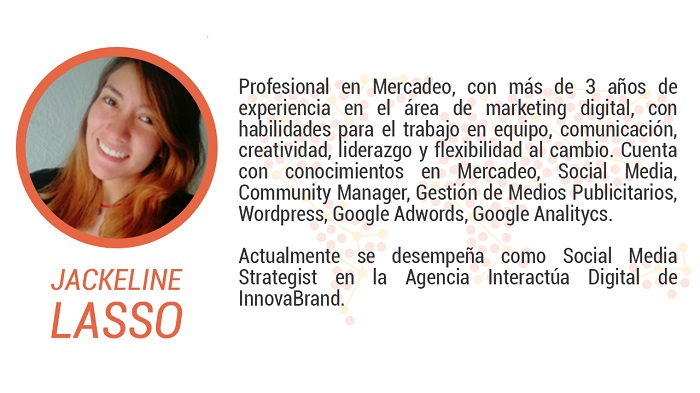 Profesional en Mercadeo, con más de 3 años de
experiencia en el área de marketing digital, con
habilidades para el trabajo en equipo, comunicación,
creatividad, liderazgo y flexibilidad al cambio. Cuenta
con conocimientos en Mercadeo, Social Media,
Community Manager, Gestión de Medios Publicitarios,
Wordpress, Google Adwords, Google Analitycs.
Actualmente se desempeña como Social Media
Strategist en la Agencia Interactúa Digital de
InnovaBrand.
JACKELINE
LASSO